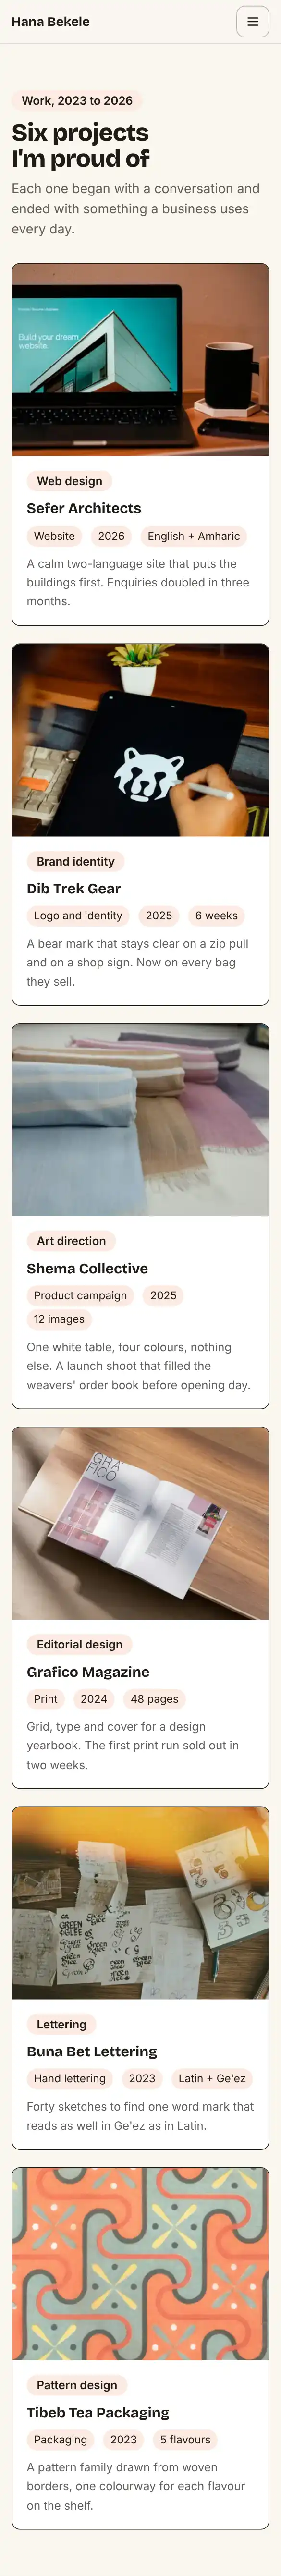 Hana Bekele
Work, 2023 to 2026
Six projects
I'm proud of
Each one began with a conversation and
ended with something a business uses
every day.
Build your dream
website
Web design
Sefer Architects
Website 2026 English + Amharic
A calm two-language site that puts the
buildings first. Enquiries doubled in three
months.
Brand identity
Dib Trek Gear
Logo and identity 2025 6 weeks
A bear mark that stays clear on a zip pull
and on a shop sign. Now on every bag
they sell.
Art direction
Shema Collective
Product campaign 2025
12 images
One white table, four colours, nothing
else. A launch shoot that filled the
weavers' order book before opening day.
GRA
FICO
Editorial design
Grafico Magazine
Print 2024 48 pages
Grid, type and cover for a design
yearbook. The first print run sold out in
two weeks.
Lettering
Buna Bet Lettering
Hand lettering 2023 Latin + Ge'ez
Forty sketches to find one word mark that
reads as well in Ge'ez as in Latin.
Pattern design
Tibeb Tea Packaging
Packaging 2023 5 flavours
A pattern family drawn from woven
borders, one colourway for each flavour
on the shelf.